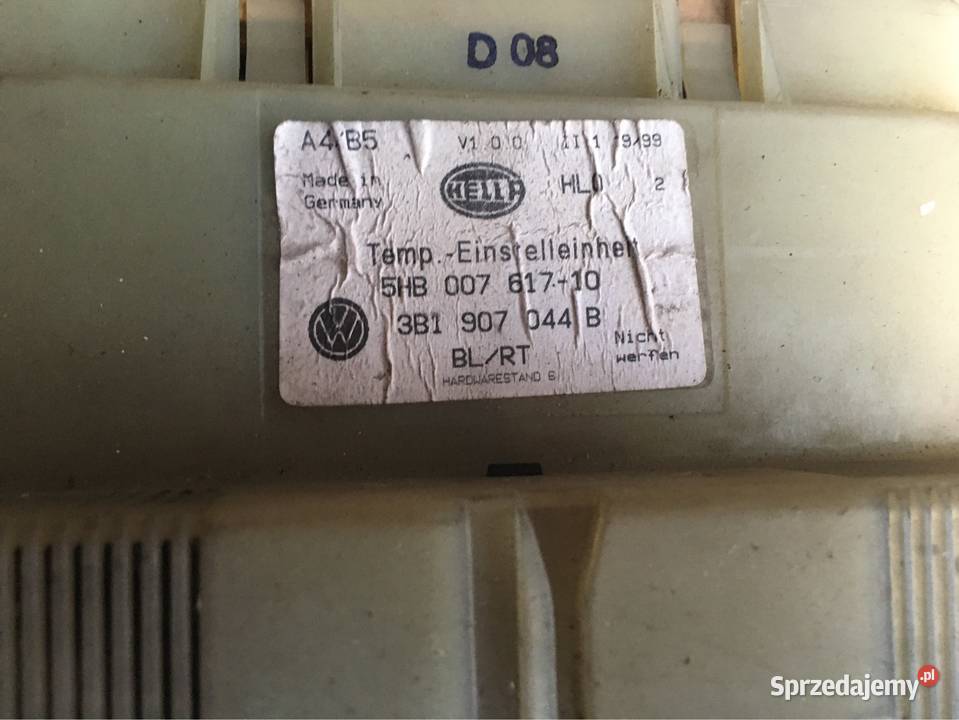 D 08
A4/B5 V1 0 0 9/99
Made in Germany
HELLA
HL0 2
Temp.-Einstelleinheit
5HB 007 617-10
3B1 907 044 B
BL/RT
Nicht werfen
HARDWARESTAND 6
Sprzedajemy.pl